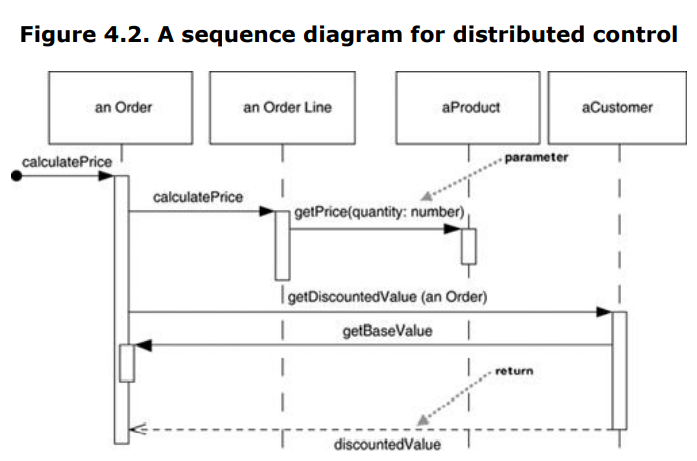 Figure 4.2. A sequence diagram for distributed control
an Order
an Order Line
aProduct
aCustomer
calculatePrice
parameter
calculatePrice
getPrice(quantity: number)
getDiscountedValue (an Order)
getBaseValue
return
discountedValue